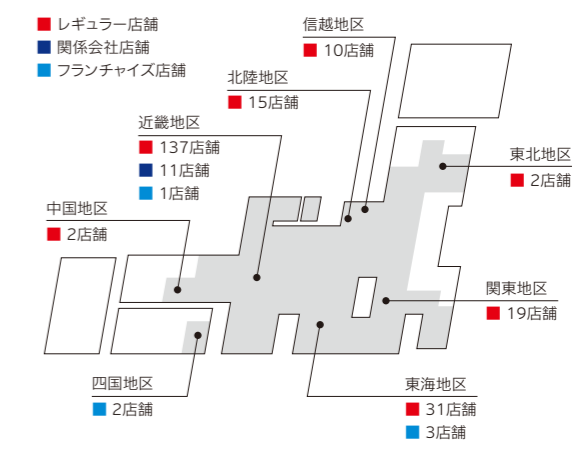 レギュラー店舗
関係会社店舗
フランチャイズ店舗
信越地区
10店舗
北陸地区
15店舗
近畿地区
137店舗
11店舗
1店舗
東北地区
2店舗
中国地区
2店舗
関東地区
19店舗
四国地区
2店舗
東海地区
31店舗
3店舗